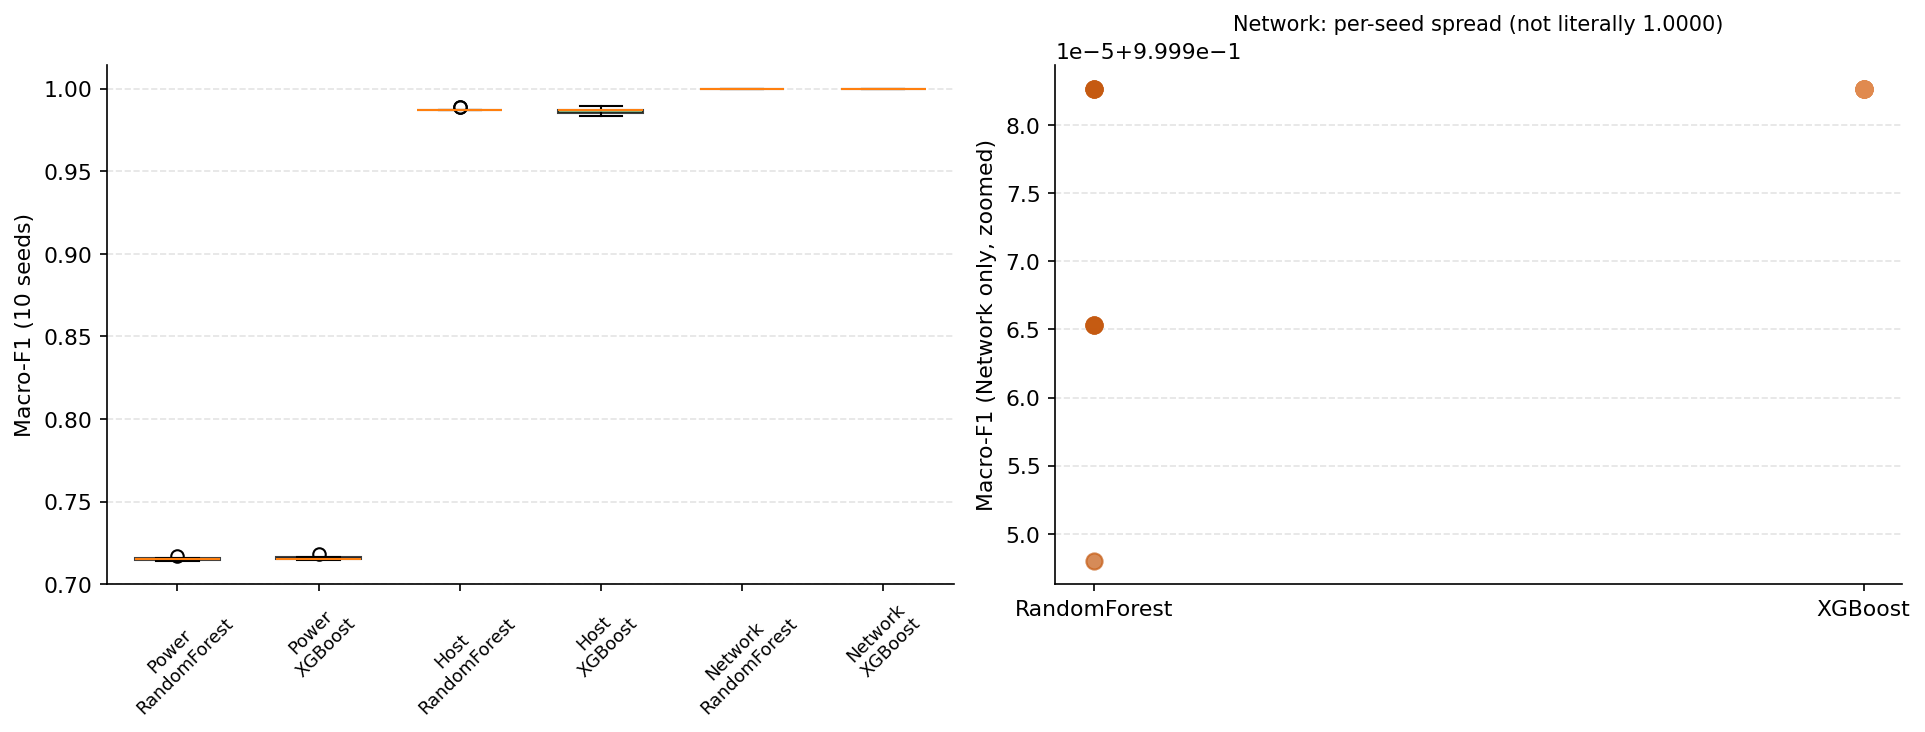 Macro-F1 (10 seeds)
1.00
0.95
0.90
0.85
0.80
0.75
0.70
Power
RandomForest
Power
XGBoost
Host
RandomForest
Host
XGBoost
Network
RandomForest
Network
XGBoost
Network: per-seed spread (not literally 1.0000)
1e−5+9.999e−1
Macro-F1 (Network only, zoomed)
8.0
7.5
7.0
6.5
6.0
5.5
5.0
RandomForest
XGBoost